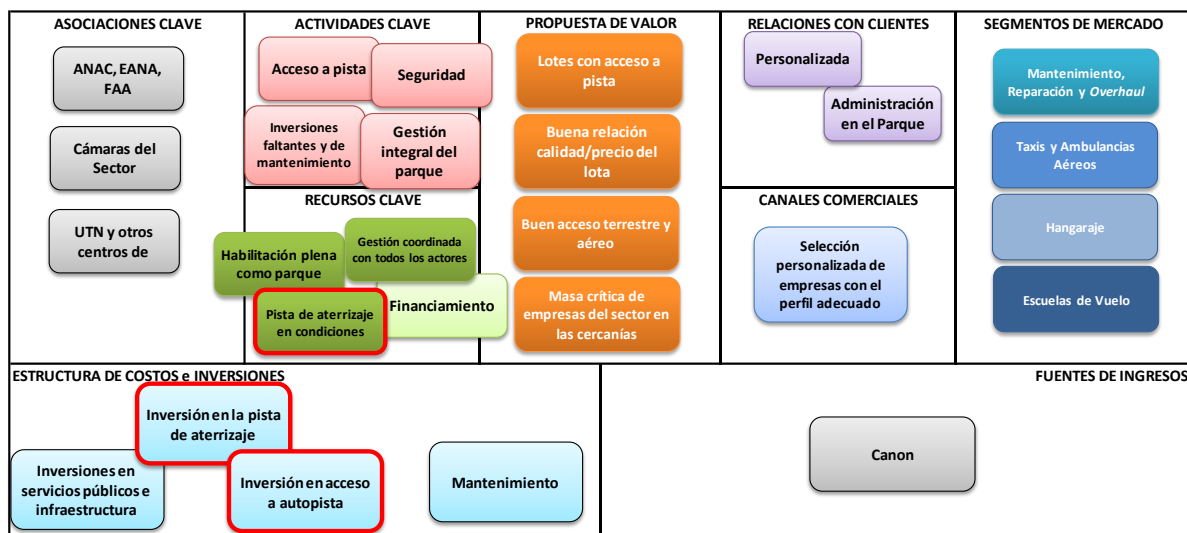 ASOCIACIONES CLAVE
ANAC, EANA,
FAA
Cámaras del
Sector
UTN y otros
centros de
ACTIVIDADES CLAVE
Acceso a pista
Seguridad
Inversiones
faltantes y de
mantenimiento
Gestión
integral del
parque
RECURSOS CLAVE
Habilitación plena
como parque
Gestión coordinada
con todos los actores
Pista de aterrizaje
en condiciones
Financiamiento
PROPUESTA DE VALOR
Lotes con acceso a
pista
Buena relación
calidad/precio del
lota
Buen acceso terrestre y
aéreo
Masa crítica de
empresas del sector en
las cercanías
RELACIONES CON CLIENTES
Personalizada
Administración
en el Parque
CANALES COMERCIALES
Selección
personalizada de
empresas con el
perfil adecuado
SEGMENTOS DE MERCADO
Mantenimiento,
Reparación y Overhaul
Taxis y Ambulancias
Aéreos
Hangaraje
Escuelas de Vuelo
ESTRUCTURA DE COSTOS e INVERSIONES
Inversión en la pista
de aterrizaje
Inversiones en
servicios públicos e
infraestructura
Inversión en acceso
a autopista
Mantenimiento
FUENTES DE INGRESOS
Canon